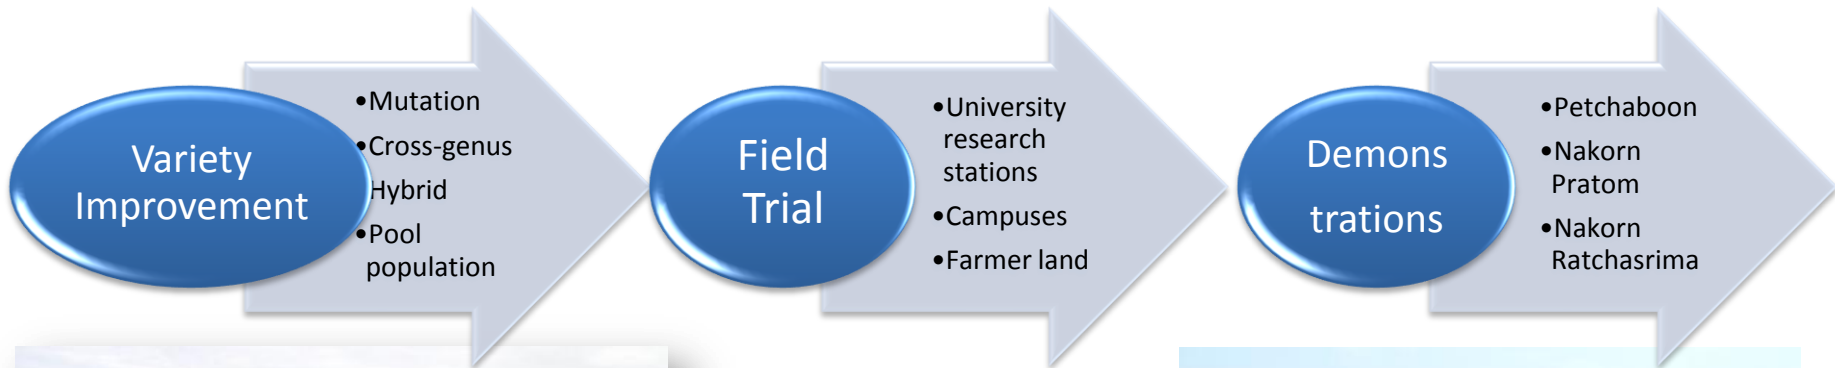 Variety
Improvement
•Mutation
•Cross-genus
•Hybrid
•Pool
population
Field
Trial
•University
research
stations
•Campuses
•Farmer land
Demons
trations
•Petchaboon
•Nakorn
Pratom
•Nakorn
Ratchasrima